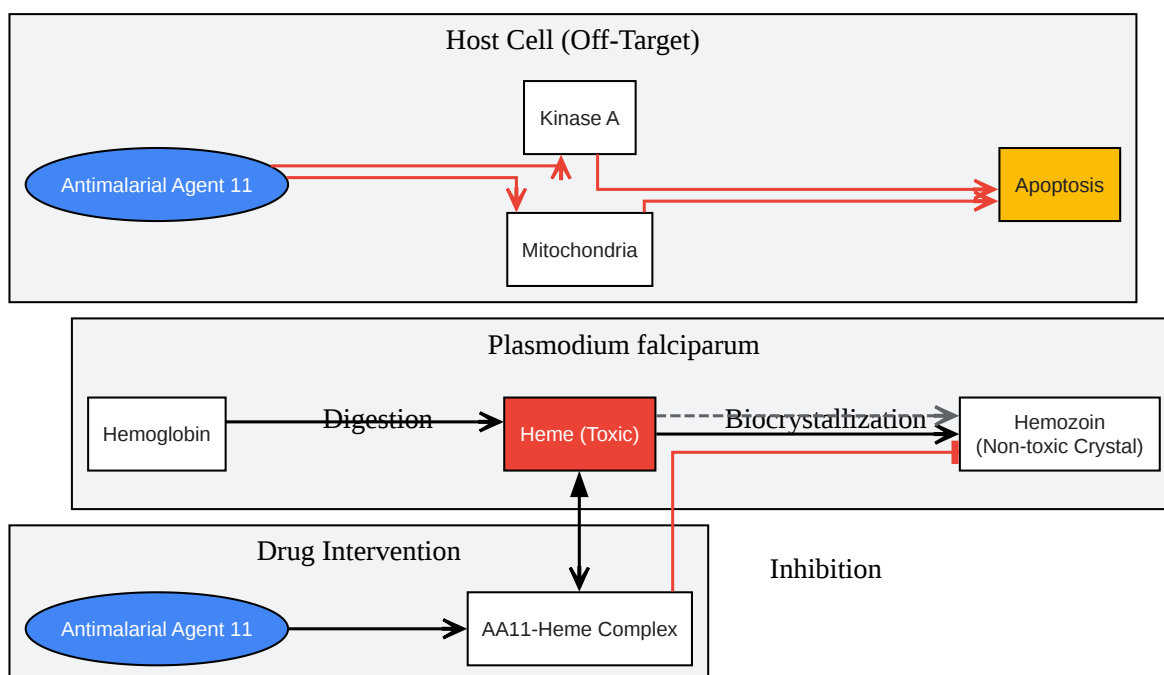 Host Cell (Off-Target)
Kinase A
Antimalarial Agent 11
Apoptosis
Mitochondria
Plasmodium falciparum
Digestion
Biocrystallization
Hemoglobin
Heme (Toxic)
Hemozoin
(Non-toxic Crystal)
Drug Intervention
Inhibition
Antimalarial Agent 11
AA11-Heme Complex